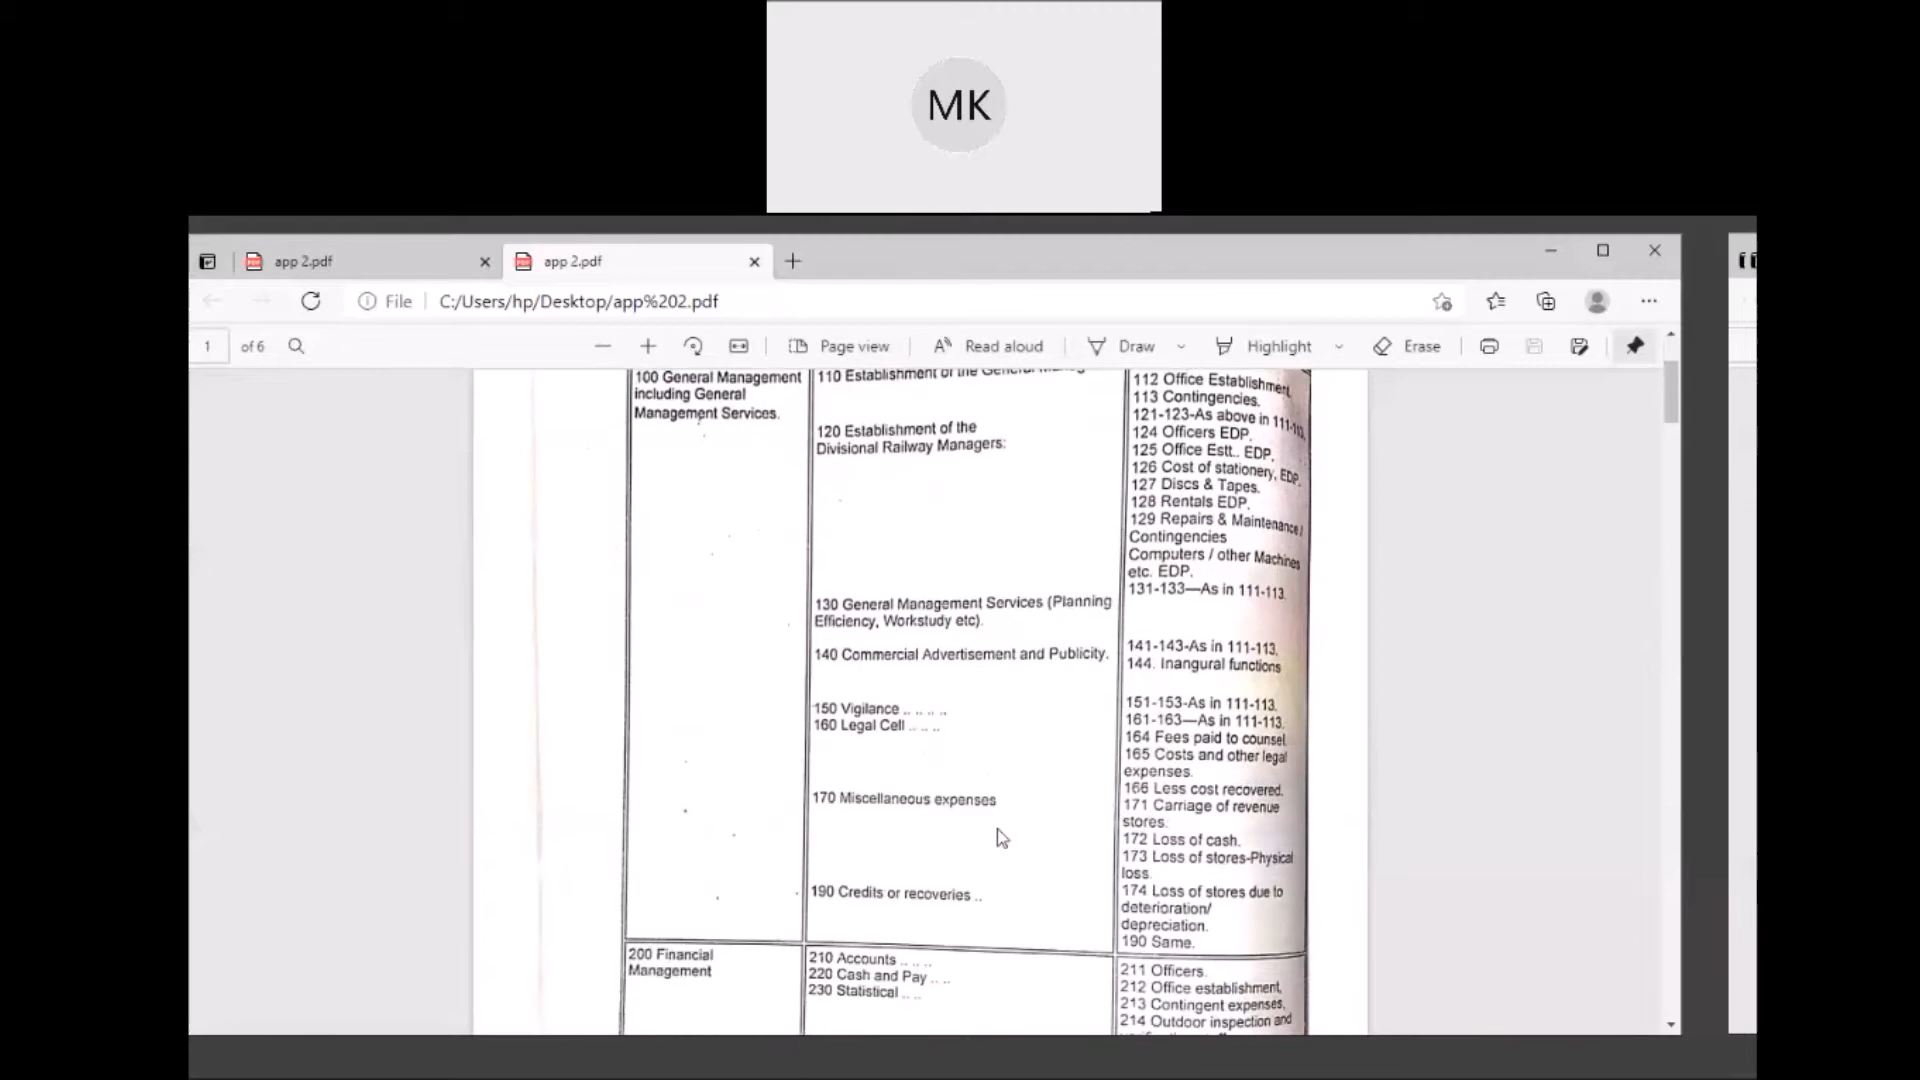 MK
app 2.pdf
app 2.pdf
File
C:/Users/hp/Desktop/app%202.pdf
1
of 6
Page view
Read aloud
Draw
Highlight
Erase
100 General Management
including General
Management Services.
110 Establishment of the General
120 Establishment of the
Divisional Railway Managers:
130 General Management Services (Planning
Efficiency, Workstudy etc).
140 Commercial Advertisement and Publicity.
150 Vigilance .. .. .. ..
160 Legal Cell .. .. ..
170 Miscellaneous expenses
190 Credits or recoveries ..
112 Office Establishment.
113 Contingencies.
121-123-As above in 111-113.
124 Officers EDP.
125 Office Estt.. EDP.
126 Cost of stationery, EDP.
127 Discs & Tapes.
128 Rentals EDP.
129 Repairs & Maintenance /
Contingencies
Computers / other Machines
etc. EDP.
131-133—As in 111-113.
141-143-As in 111-113.
144. Inangural functions
151-153-As in 111-113.
161-163—As in 111-113.
164 Fees paid to counsel.
165 Costs and other legal
expenses.
166 Less cost recovered.
171 Carriage of revenue
stores.
172 Loss of cash.
173 Loss of stores-Physical
loss.
174 Loss of stores due to
deterioration/
depreciation.
190 Same.
200 Financial
Management
210 Accounts .. .. ..
220 Cash and Pay .. ..
230 Statistical .. ..
211 Officers.
212 Office establishment.
213 Contingent expenses.
214 Outdoor inspection and